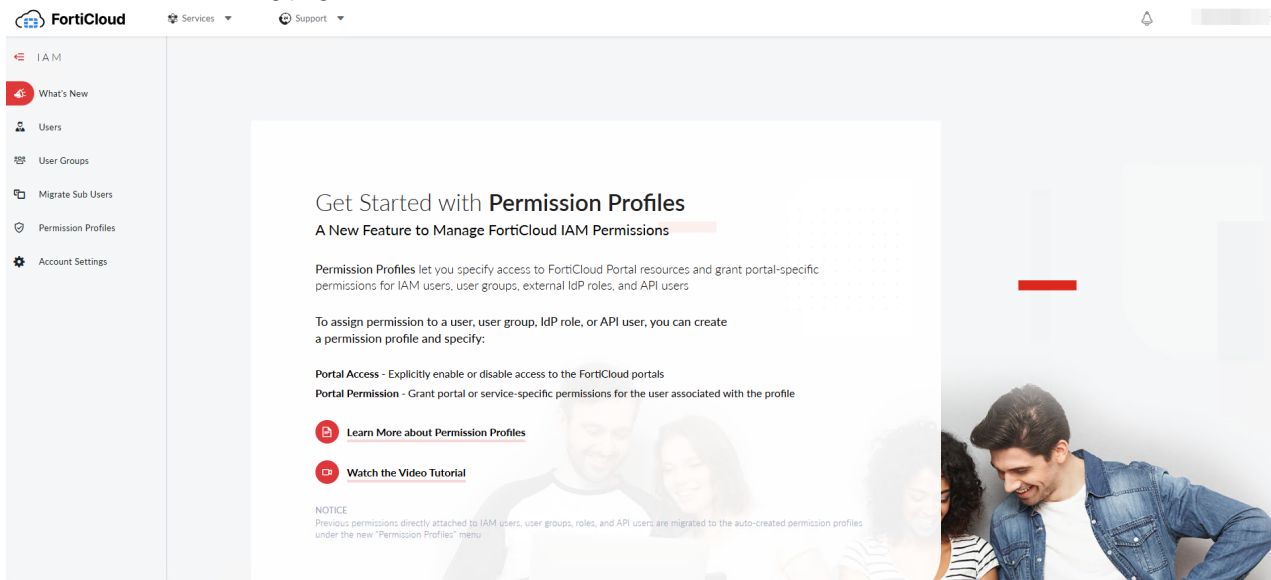 FortiCloud
Services
Support
IAM
What's New
Users
User Groups
Migrate Sub Users
Permission Profiles
Account Settings
Get Started with Permission Profiles
A New Feature to Manage FortiCloud IAM Permissions
Permission Profiles let you specify access to FortiCloud Portal resources and grant portal-specific
permissions for IAM users, user groups, external IdP roles, and API users
To assign permission to a user, user group, IdP role, or API user, you can create
a permission profile and specify:
Portal Access - Explicitly enable or disable access to the FortiCloud portals
Portal Permission - Grant portal or service-specific permissions for the user associated with the profile
Learn More about Permission Profiles
Watch the Video Tutorial
NOTICE
Previous permissions directly attached to IAM users, user groups, roles, and API users are migrated to the auto-created permission profiles
under the new "Permission Profiles" menu